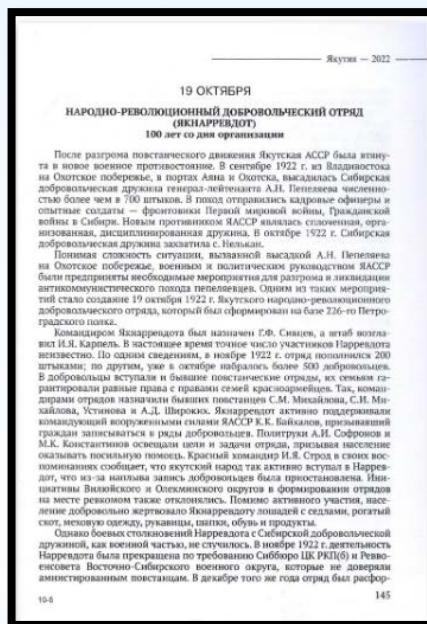 Якутия — 2022
19 ОКТЯБРЯ
НАРОДНО-РЕВОЛЮЦИОННЫЙ ДОБРОВОЛЬЧЕСКИЙ ОТРЯД
(ЯКНАРРЕВДОТ)
100 лет со дня организации
После разгрома повстанческого движения Якутская АССР была втяну-
та в новое военное противостояние. В сентябре 1922 г. из Владивостока
на Охотское побережье, в портах Аяна и Охотска, высадилась Сибирская
добровольческая дружина генерал-лейтенанта А.Н. Пепеляева численно-
стью более чем в 700 штыков. В поход отправились кадровые офицеры и
опытные солдаты — фронтовики Первой мировой войны, Гражданской
войны в Сибири. Новым противником ЯАССР являлась сплоченная, орга-
низованная, дисциплинированная дружина. В октябре 1922 г. Сибирская
добровольческая дружина захватила с. Нелькан.
Понимая сложность ситуации, вызванной высадкой А.Н. Пепеляева
на Охотское побережье, военным и политическим руководством ЯАССР
были предприняты необходимые мероприятия для разгрома и ликвидации
антикоммунистического похода пепеляевцев. Одним из таких мероприя-
тий стало создание 19 октября 1922 г. Якутского народно-революционного
добровольческого отряда, который был сформирован на базе 226-го Петро-
градского полка.
Командиром Якнарревдота был назначен Г.Ф. Сивцев, а штаб возгла-
вил И.Я. Карпель. В настоящее время точное число участников Нарревдота
неизвестно. По одним сведениям, в ноябре 1922 г. отряд пополнился 200
штыками; по другим, уже в октябре набралось более 500 добровольцев.
В добровольцы вступали и бывшие повстанческие отряды, их семьям га-
рантировали равные права с правами семей красноармейцев. Так, коман-
дирами отрядов назначили бывших повстанцев С.М. Михайлова, С.И. Ми-
хайлова, Устинова и А.Д. Широких. Якнарревдот активно поддерживали
командующий вооруженными силами ЯАССР К.К. Байкалов, призывавший
граждан записываться в ряды добровольцев. Политруки А.И. Софронов и
М.К. Константинов освещали цели и задачи отряда, призывая население
оказывать посильную помощь. Красный командир И.Я. Строд в своих вос-
поминаниях сообщает, что якутский народ так активно вступал в Наррев-
дот, что из-за наплыва запись добровольцев была приостановлена. Ини-
циативы Вилюйского и Олекминского округов в формировании отрядов
на месте ревкомом также отклонялись. Помимо активного участия, насе-
ление добровольно жертвовало Якнарревдоту лошадей с седлами, рогатый
скот, меховую одежду, рукавицы, шапки, обувь и продукты.
Однако боевых столкновений Нарревдота с Сибирской добровольческой
дружиной, как военной частью, не случилось. В ноябре 1922 г. деятельность
Нарревдота была прекращена по требованию Сиббюро ЦК РКП(б) и Револ-
военсовета Восточно-Сибирского военного округа, которые не доверяли
амнистированным повстанцам. В декабре того же года отряд был расфор-
10-6
145